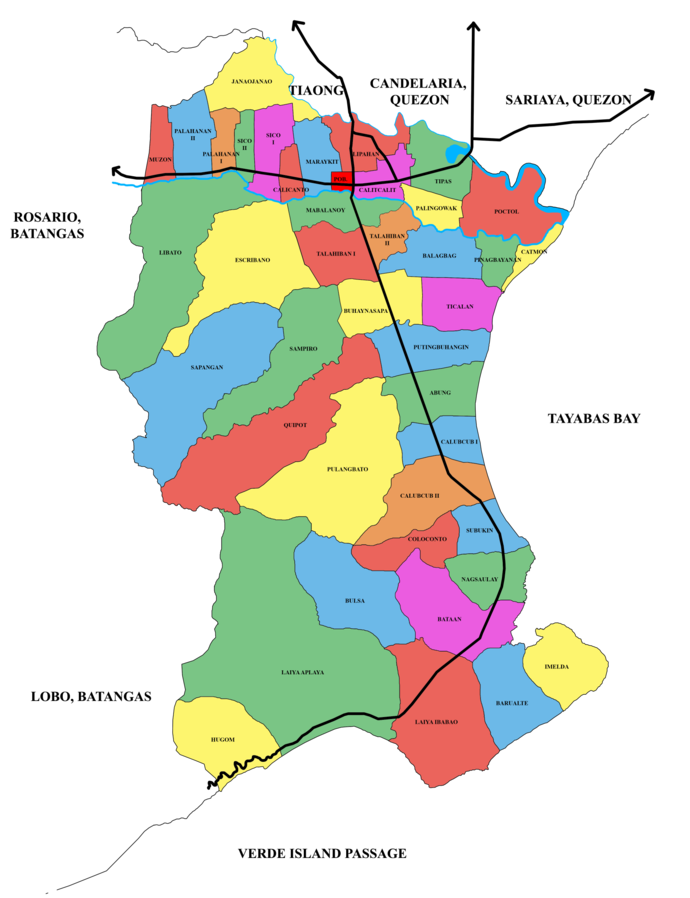 JANAOJANAO
TIAONG
CANDELARIA,
QUEZON
SARIAYA, QUEZON
MUZON
PALAHANAN
II
PALAHANAN
I
SICO
II
SICO
I
CALICANTO
MARAYKIT
LIPAHAN
POB.
CALITCALIT
TIPAS
PALINGOWAK
POCTOL
ROSARIO,
BATANGAS
LIBATO
ESCRIBANO
MABALANOY
TALAHIBAN I
TALAHIBAN
II
BALAGBAG
PINAGBAYANAN
CATMON
BUHAYNASAPA
TICALAN
SAPANGAN
SAMPIRO
PUTINGBUHANGIN
ABUNG
TAYABAS BAY
QUIPOT
CALUBCUB I
PULANGBATO
CALUBCUB II
SUBUKIN
COLOCONTO
NAGSAULAY
BULSA
BATAAN
LAIYA APLAYA
IMELDA
LOBO, BATANGAS
BARUALTE
LAIYA IBABAO
HUGOM
VERDE ISLAND PASSAGE